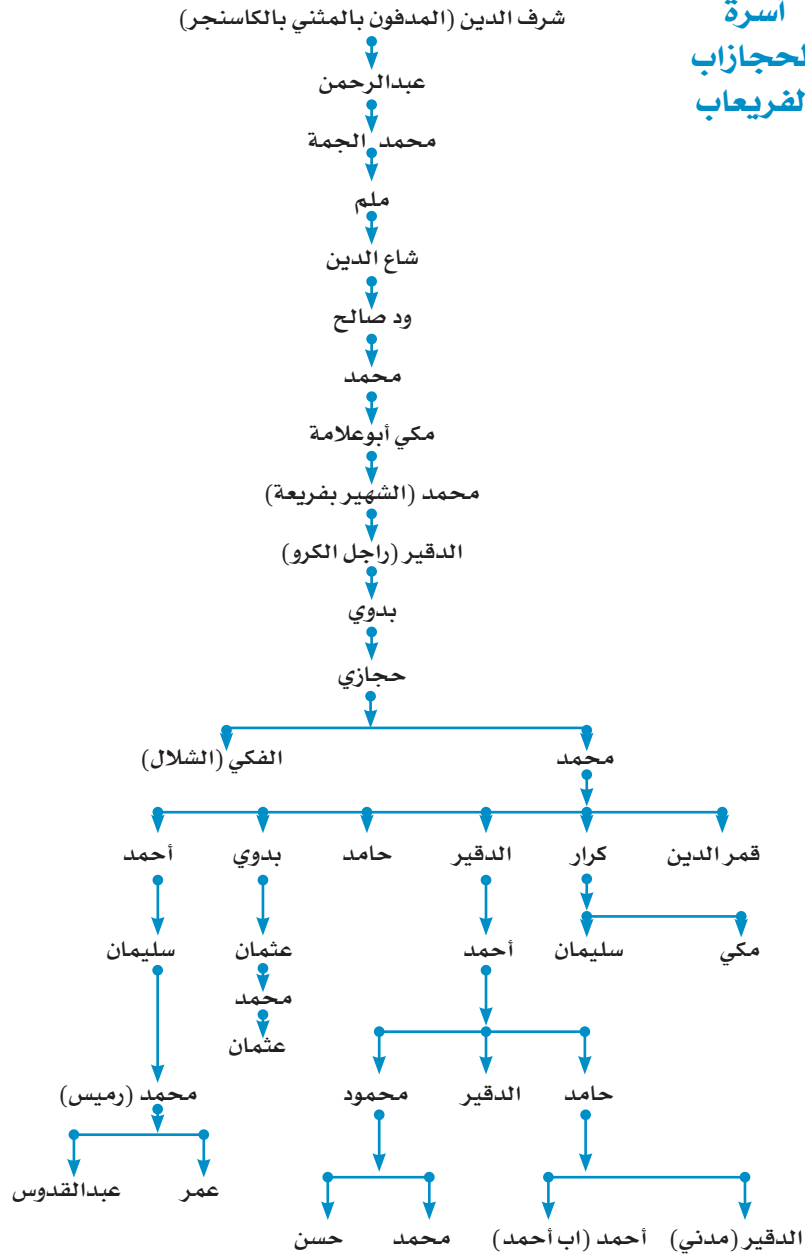 اسرة
لحجازاب
لفريعاب
شرف الدين (المدفون بالمثني بالكاسنجر)
عبدالرحمن
محمد الجمة
ملم
شاع الدين
ود صالح
محمد
مكي أبوعلامة
محمد (الشهير بفريعة)
الدقير (راجل الكرو)
بدوي
حجازي
محمد الفكي (الشلال)
قمر الدين كرار الدقير حامد بدوي أحمد
مكي سليمان أحمد عثمان سليمان
محمد
عثمان
حامد الدقير محمود محمد (رميس)
عمر عبدالقدوس
الدقير (مدني) أحمد (اب أحمد) محمد حسن